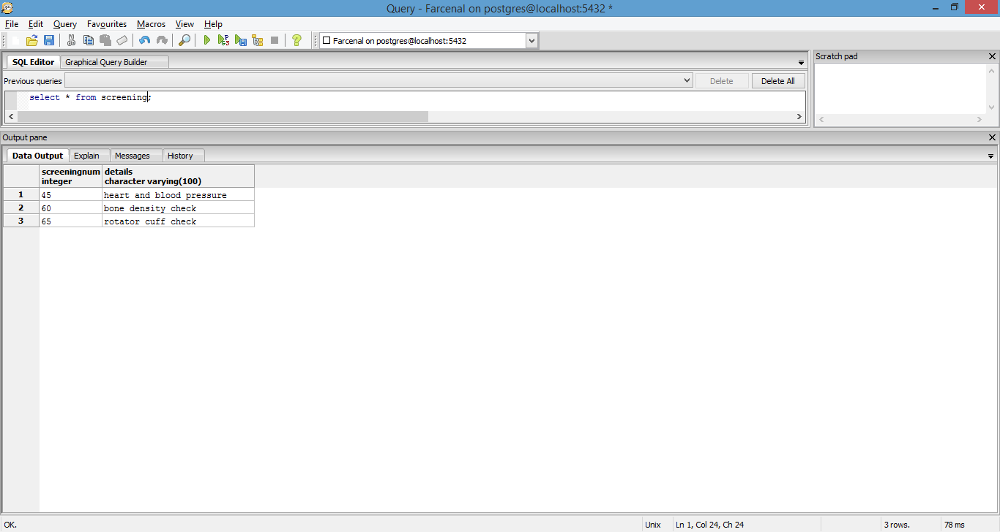 Query - Farcenal on postgres@localhost:5432 *
File Edit Query Favourites Macros View Help
Farcenal on postgres@localhost:5432
SQL Editor Graphical Query Builder
Scratch pad
Previous queries Delete Delete All
select * from screening;
Output pane
Data Output Explain Messages History
screeningnum details
integer character varying(100)
1 45 heart and blood pressure
2 60 bone density check
3 65 rotator cuff check
OK. Unix Ln 1, Col 24, Ch 24 3 rows. 78 ms